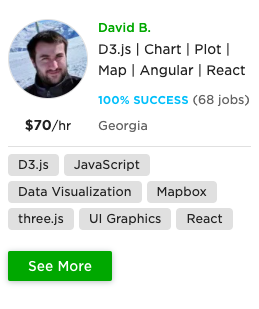 David B.
D3.js | Chart | Plot |
Map | Angular | React
100% SUCCESS (68 jobs)
$70/hr Georgia
D3.js JavaScript
Data Visualization Mapbox
three.js UI Graphics React
See More